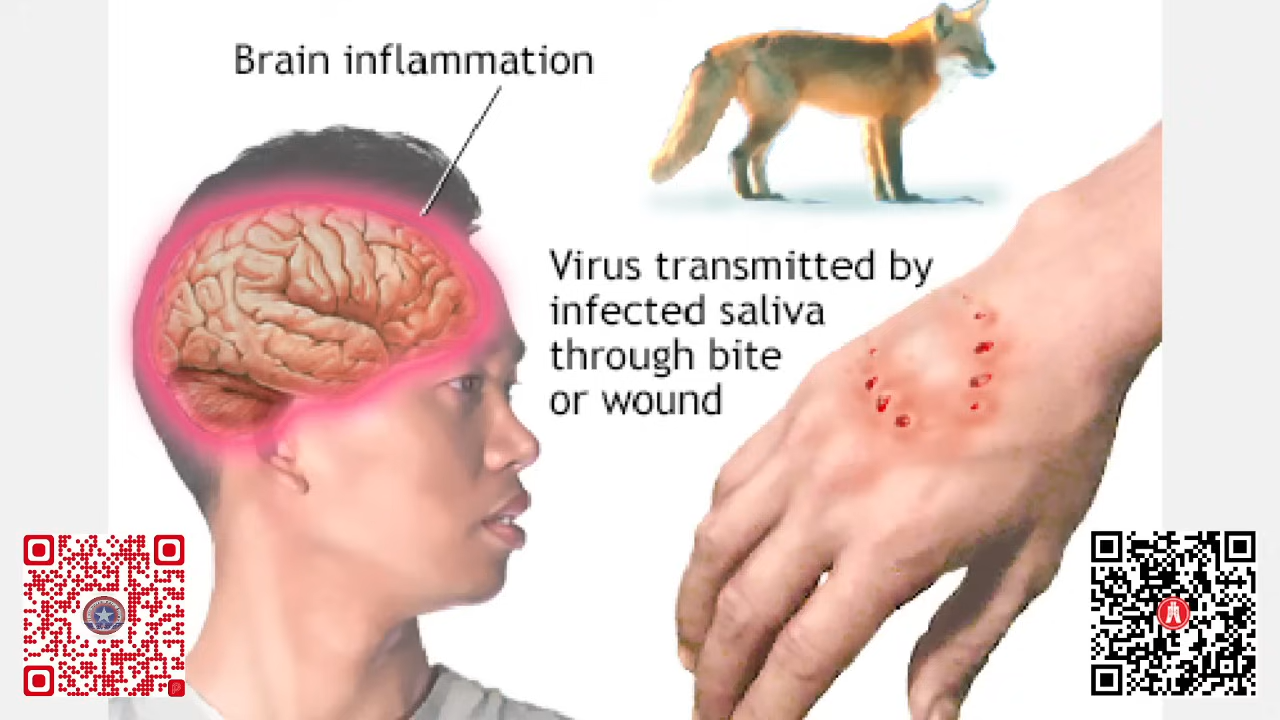 Brain inflammation
Virus transmitted by
infected saliva
through bite
or wound